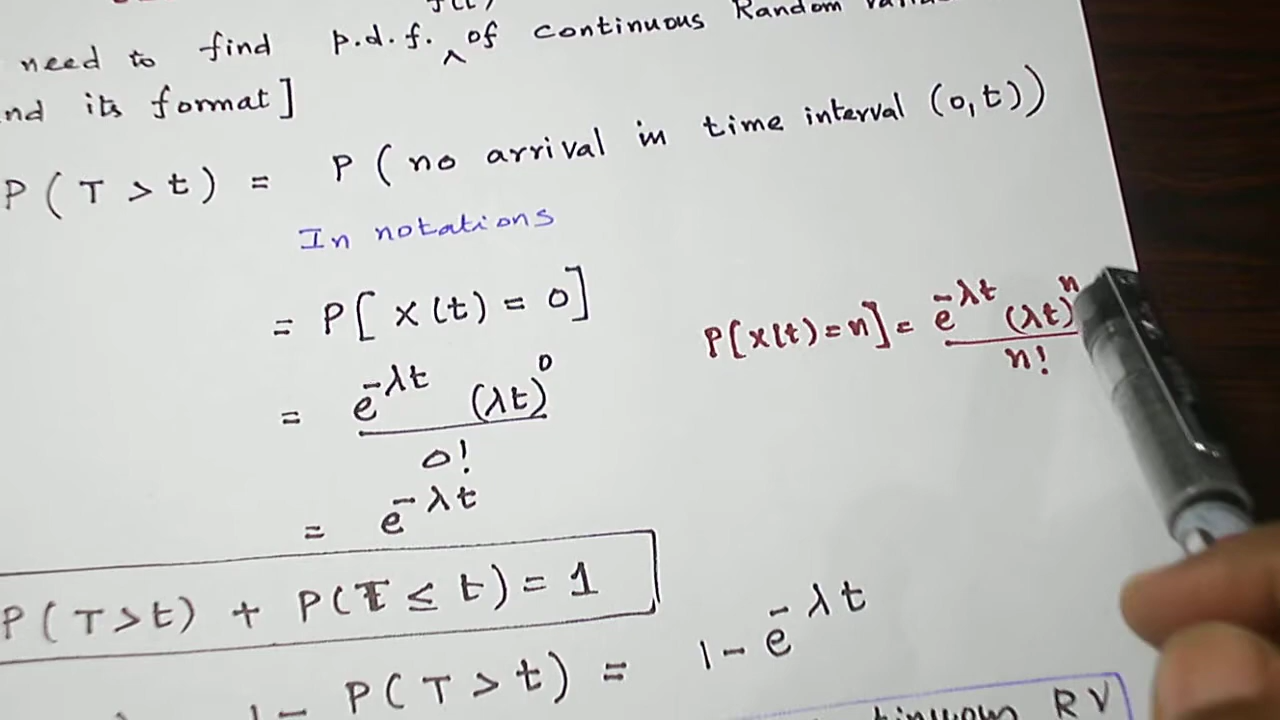 need to find p.d.f. ^ of continuous Random
its format]
P(T > t) = P(no arrival in time interval (0,t))
In notations
= P[X(t) = 0]
P[X(t) = n] = e^{-λt} (λt)^n / n!
= e^{-λt} (λt)^0 / 0!
= e^{-λt}
P(T>t) + P(T ≤ t) = 1
1 - P(T > t) = 1 - e^{-λt}
RV